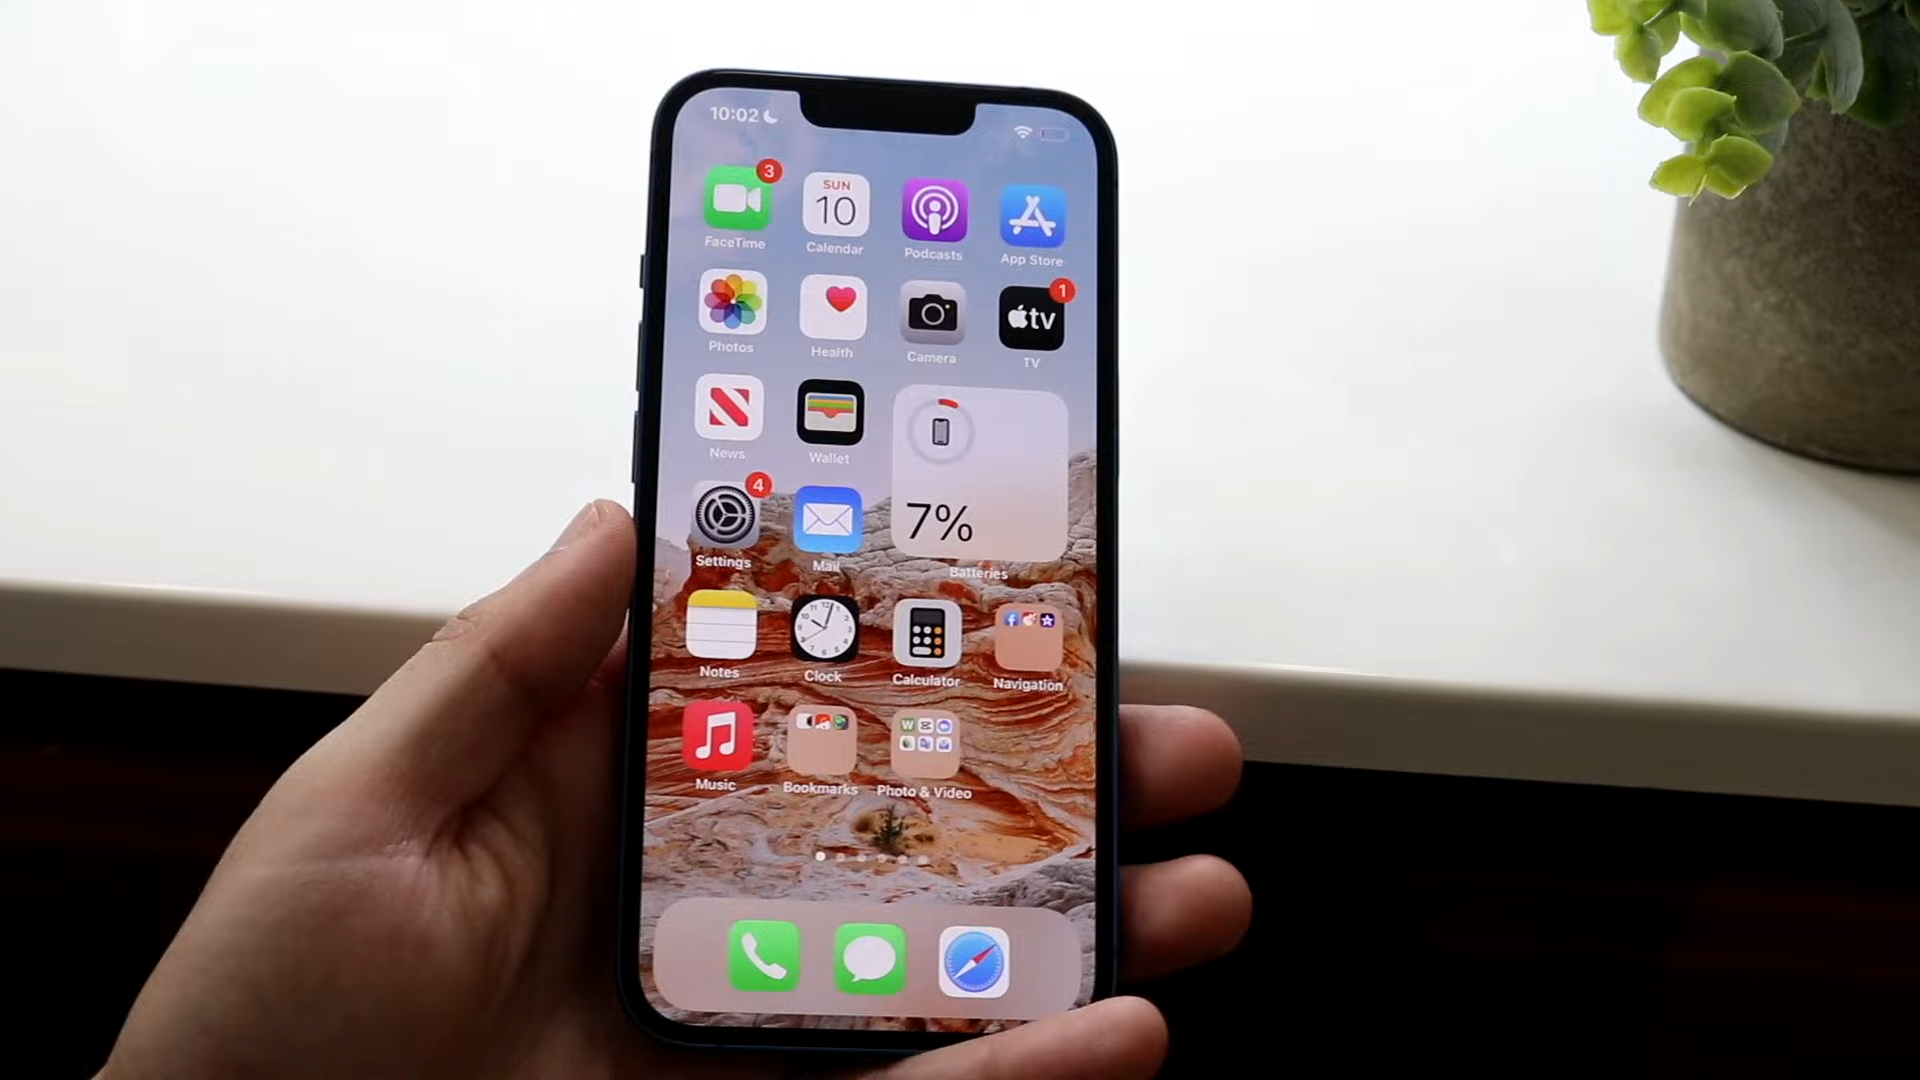 10:02
3
SUN
10
FaceTime
Calendar
Podcasts
App Store
1
tv
Photos
Health
Camera
TV
7%
News
Wallet
4
Settings
Mail
Batteries
Notes
Clock
Calculator
Navigation
W
Music
Bookmarks
Photo & Video